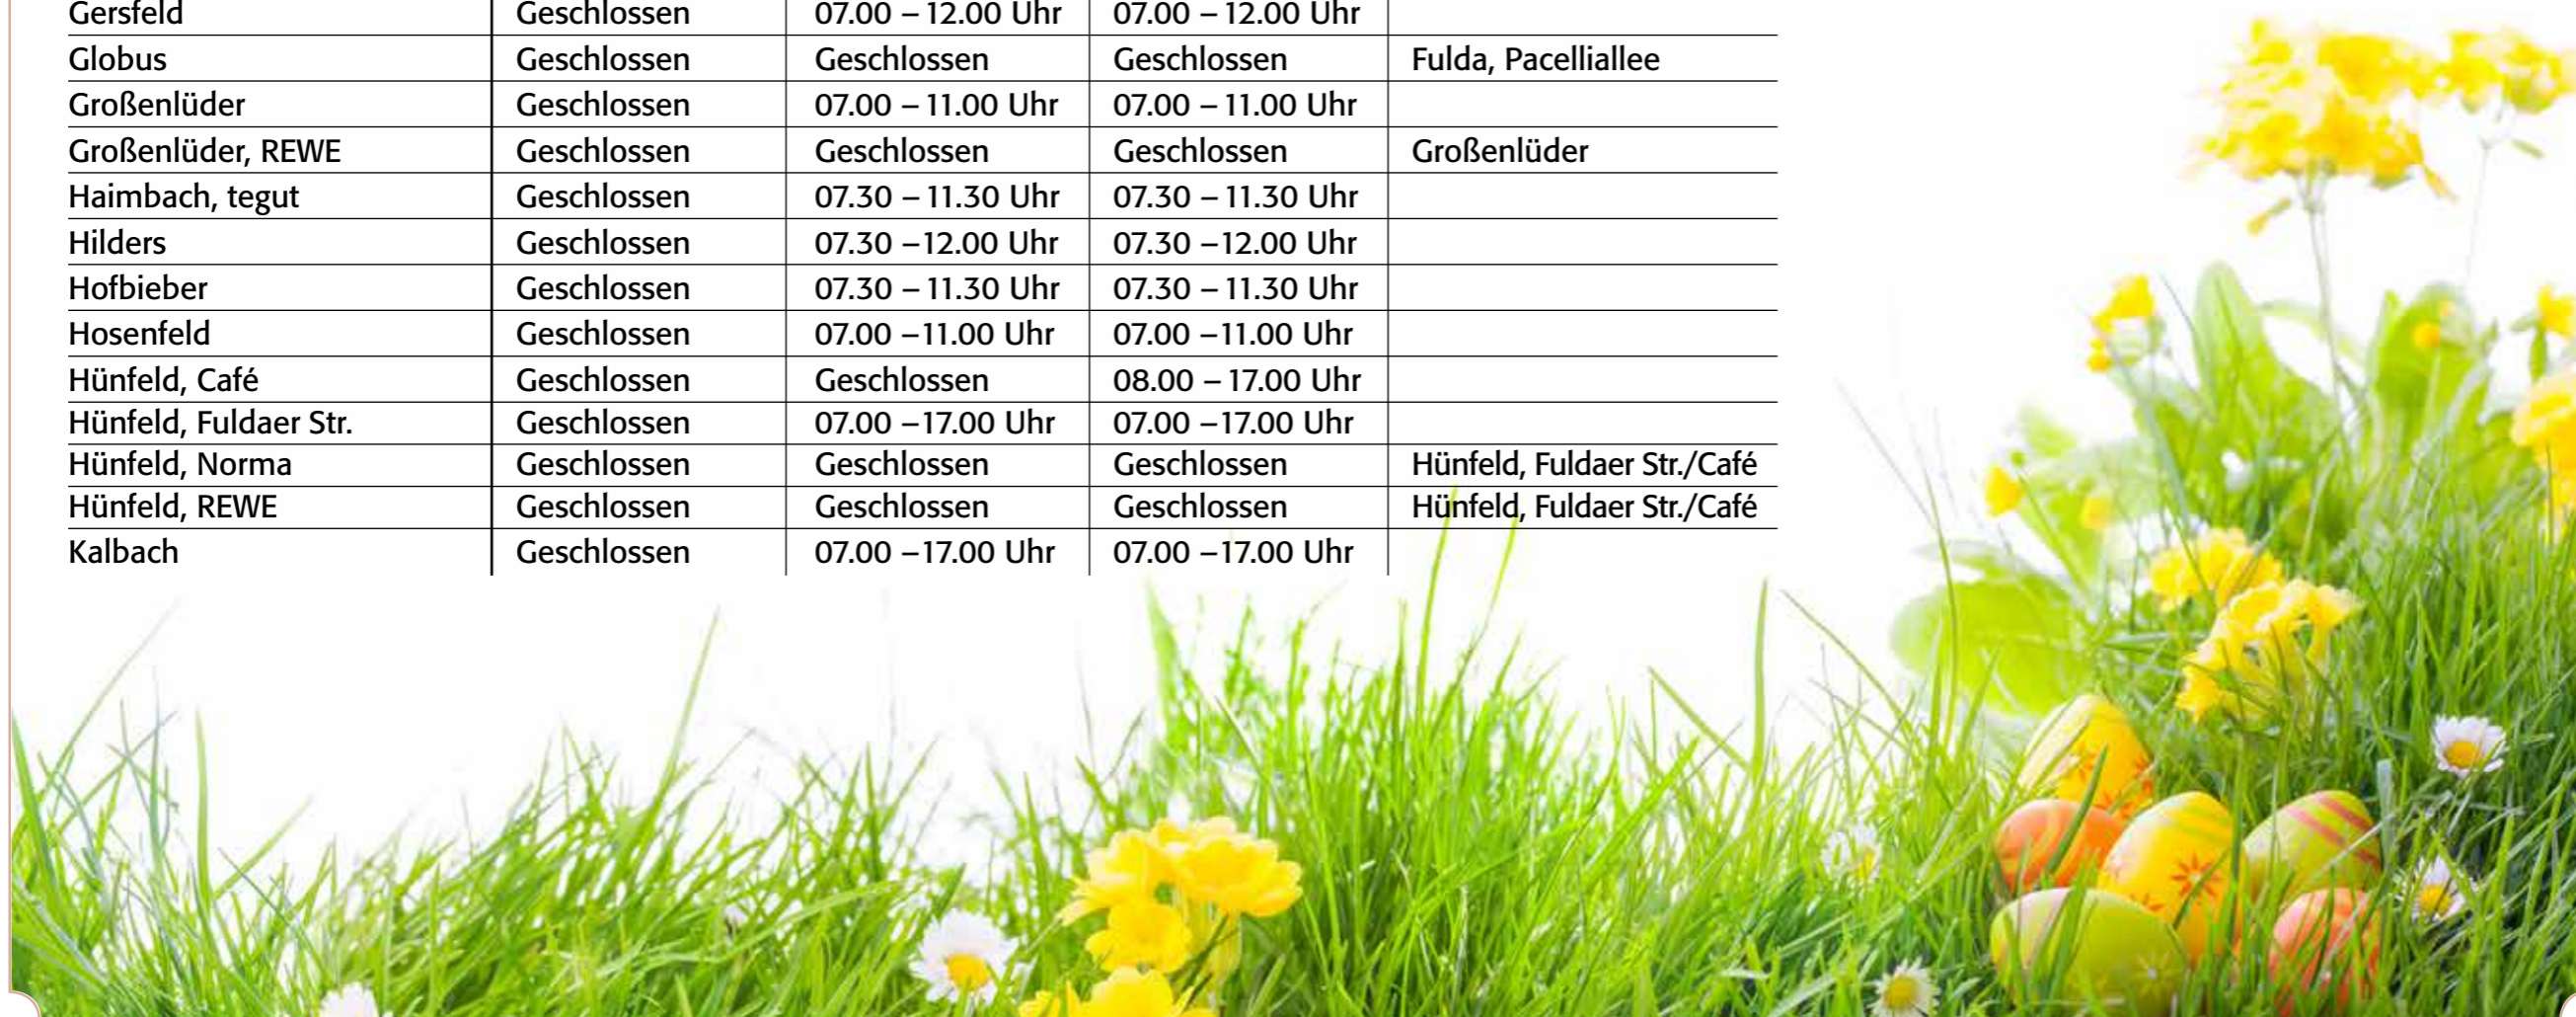 Gersfeld Geschlossen 07.00 – 12.00 Uhr 07.00 – 12.00 Uhr
Globus Geschlossen Geschlossen Geschlossen Fulda, Pacelliallee
Großenlüder Geschlossen 07.00 – 11.00 Uhr 07.00 – 11.00 Uhr
Großenlüder, REWE Geschlossen Geschlossen Geschlossen Großenlüder
Haimbach, tegut Geschlossen 07.30 – 11.30 Uhr 07.30 – 11.30 Uhr
Hilders Geschlossen 07.30 –12.00 Uhr 07.30 –12.00 Uhr
Hofbieber Geschlossen 07.30 – 11.30 Uhr 07.30 – 11.30 Uhr
Hosenfeld Geschlossen 07.00 –11.00 Uhr 07.00 –11.00 Uhr
Hünfeld, Café Geschlossen Geschlossen 08.00 – 17.00 Uhr
Hünfeld, Fuldaer Str. Geschlossen 07.00 –17.00 Uhr 07.00 –17.00 Uhr
Hünfeld, Norma Geschlossen Geschlossen Geschlossen Hünfeld, Fuldaer Str./Café
Hünfeld, REWE Geschlossen Geschlossen Geschlossen Hünfeld, Fuldaer Str./Café
Kalbach Geschlossen 07.00 –17.00 Uhr 07.00 –17.00 Uhr